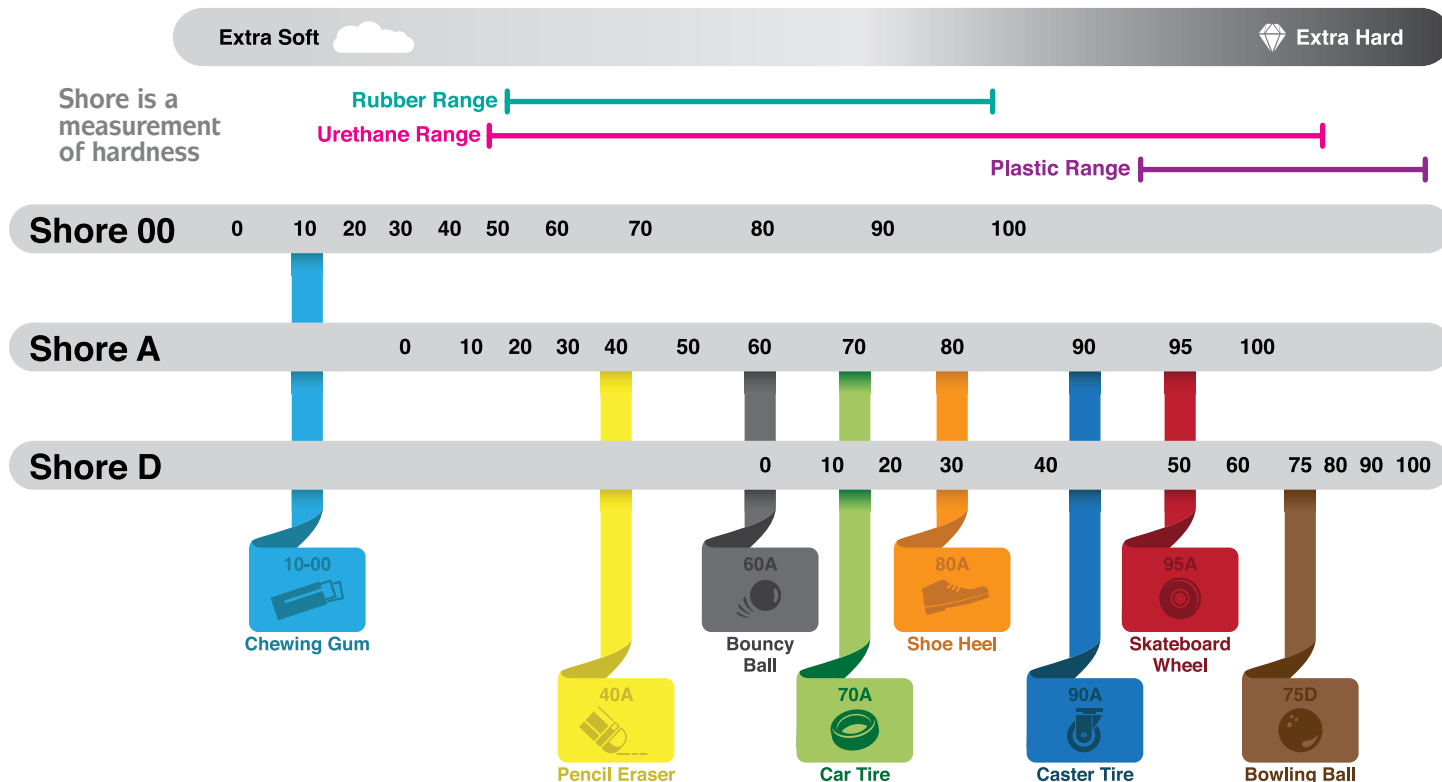 Extra Soft
Extra Hard
Shore is a
measurement
of hardness
Rubber Range
Urethane Range
Plastic Range
Shore 00 0 10 20 30 40 50 60 70 80 90 100
Shore A 0 10 20 30 40 50 60 70 80 90 95 100
Shore D 0 10 20 30 40 50 60 75 80 90 100
10-00
Chewing Gum
40A
Pencil Eraser
60A
Bouncy
Ball
70A
Car Tire
80A
Shoe Heel
90A
Caster Tire
95A
Skateboard
Wheel
75D
Bowling Ball